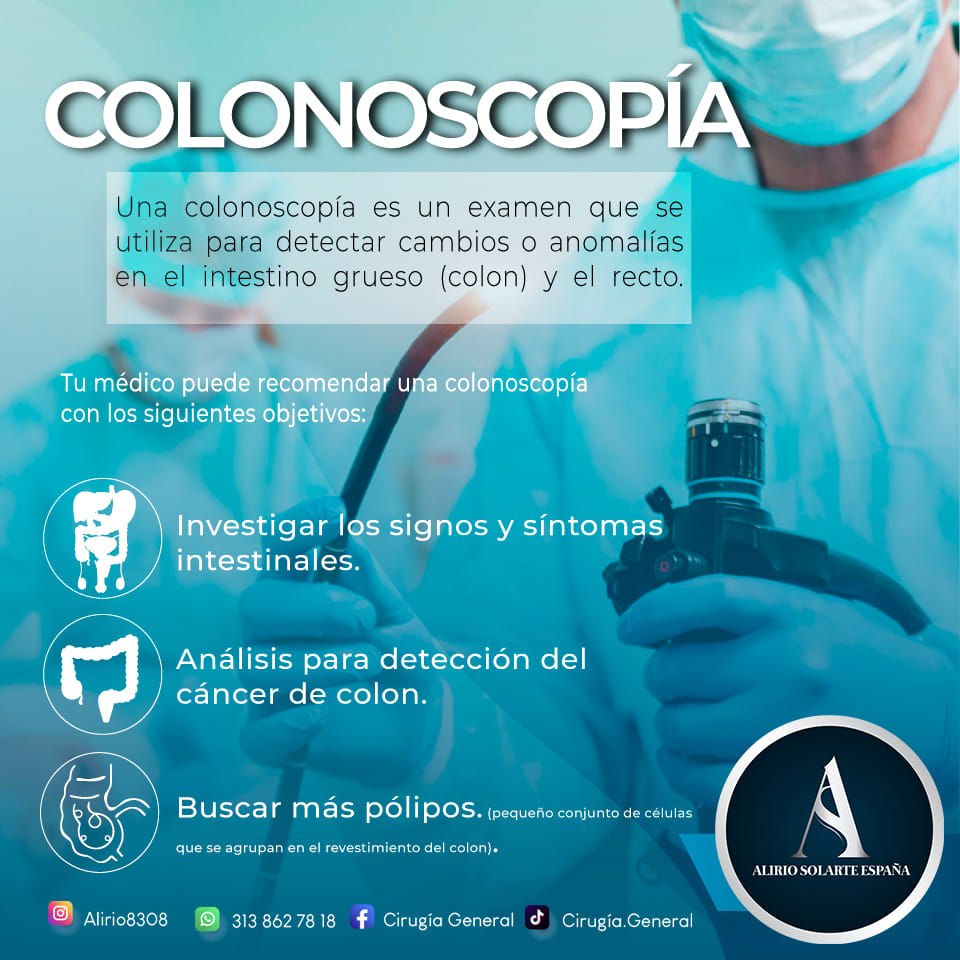 COLONOSCOPÍA
Una colonoscopía es un examen que se
utiliza para detectar cambios o anomalías
en el intestino grueso (colon) y el recto.
Tu médico puede recomendar una colonoscopía
con los siguientes objetivos:
Investigar los signos y síntomas
intestinales.
Análisis para detección del
cáncer de colon.
Buscar más pólipos. (pequeño conjunto de células
que se agrupan en el revestimiento del colon).
A
ALIRIO SOLARTE ESPAÑA
Alirio8308 313 862 78 18 Cirugía General Cirugía.General